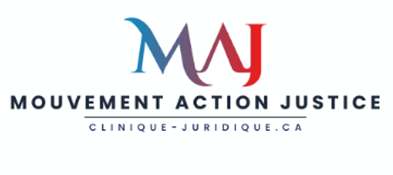 MAJ
MOUVEMENT ACTION JUSTICE
CLINIQUE-JURIDIQUE.CA